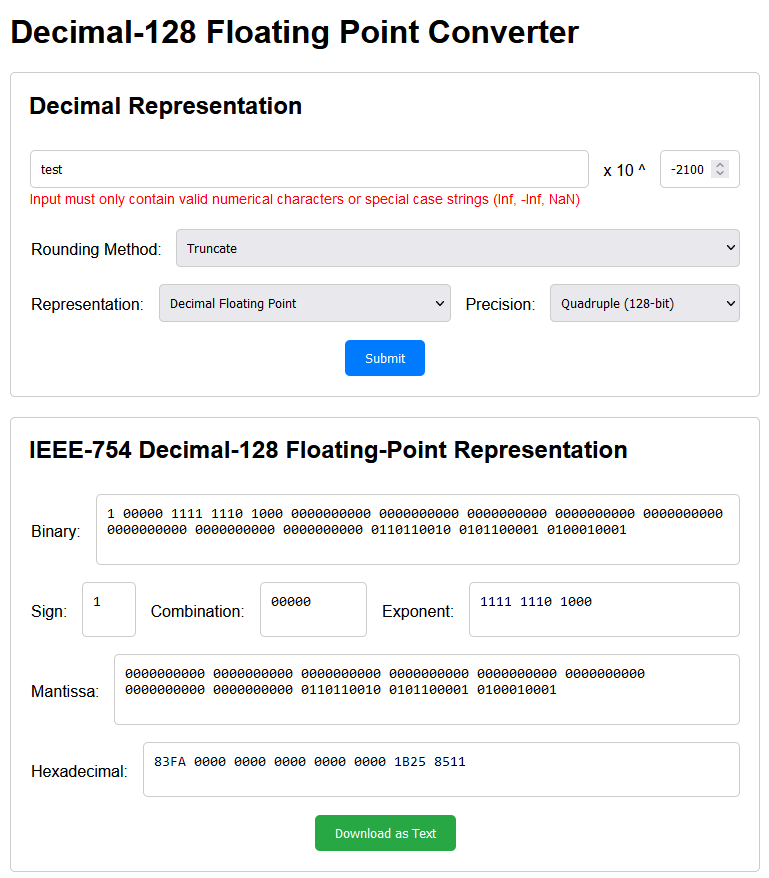 Decimal-128 Floating Point Converter
Decimal Representation
test x 10 ^ -2100
Input must only contain valid numerical characters or special case strings (Inf, -Inf, NaN)
Rounding Method: Truncate
Representation: Decimal Floating Point Precision: Quadruple (128-bit)
Submit
IEEE-754 Decimal-128 Floating-Point Representation
Binary: 1 00000 1111 1110 1000 0000000000 0000000000 0000000000 0000000000 0000000000
0000000000 0000000000 0000000000 0110110010 0101100001 0100010001
Sign: 1 Combination: 00000 Exponent: 1111 1110 1000
Mantissa: 0000000000 0000000000 0000000000 0000000000 0000000000 0000000000
0000000000 0000000000 0110110010 0101100001 0100010001
Hexadecimal: 83FA 0000 0000 0000 0000 0000 1B25 8511
Download as Text